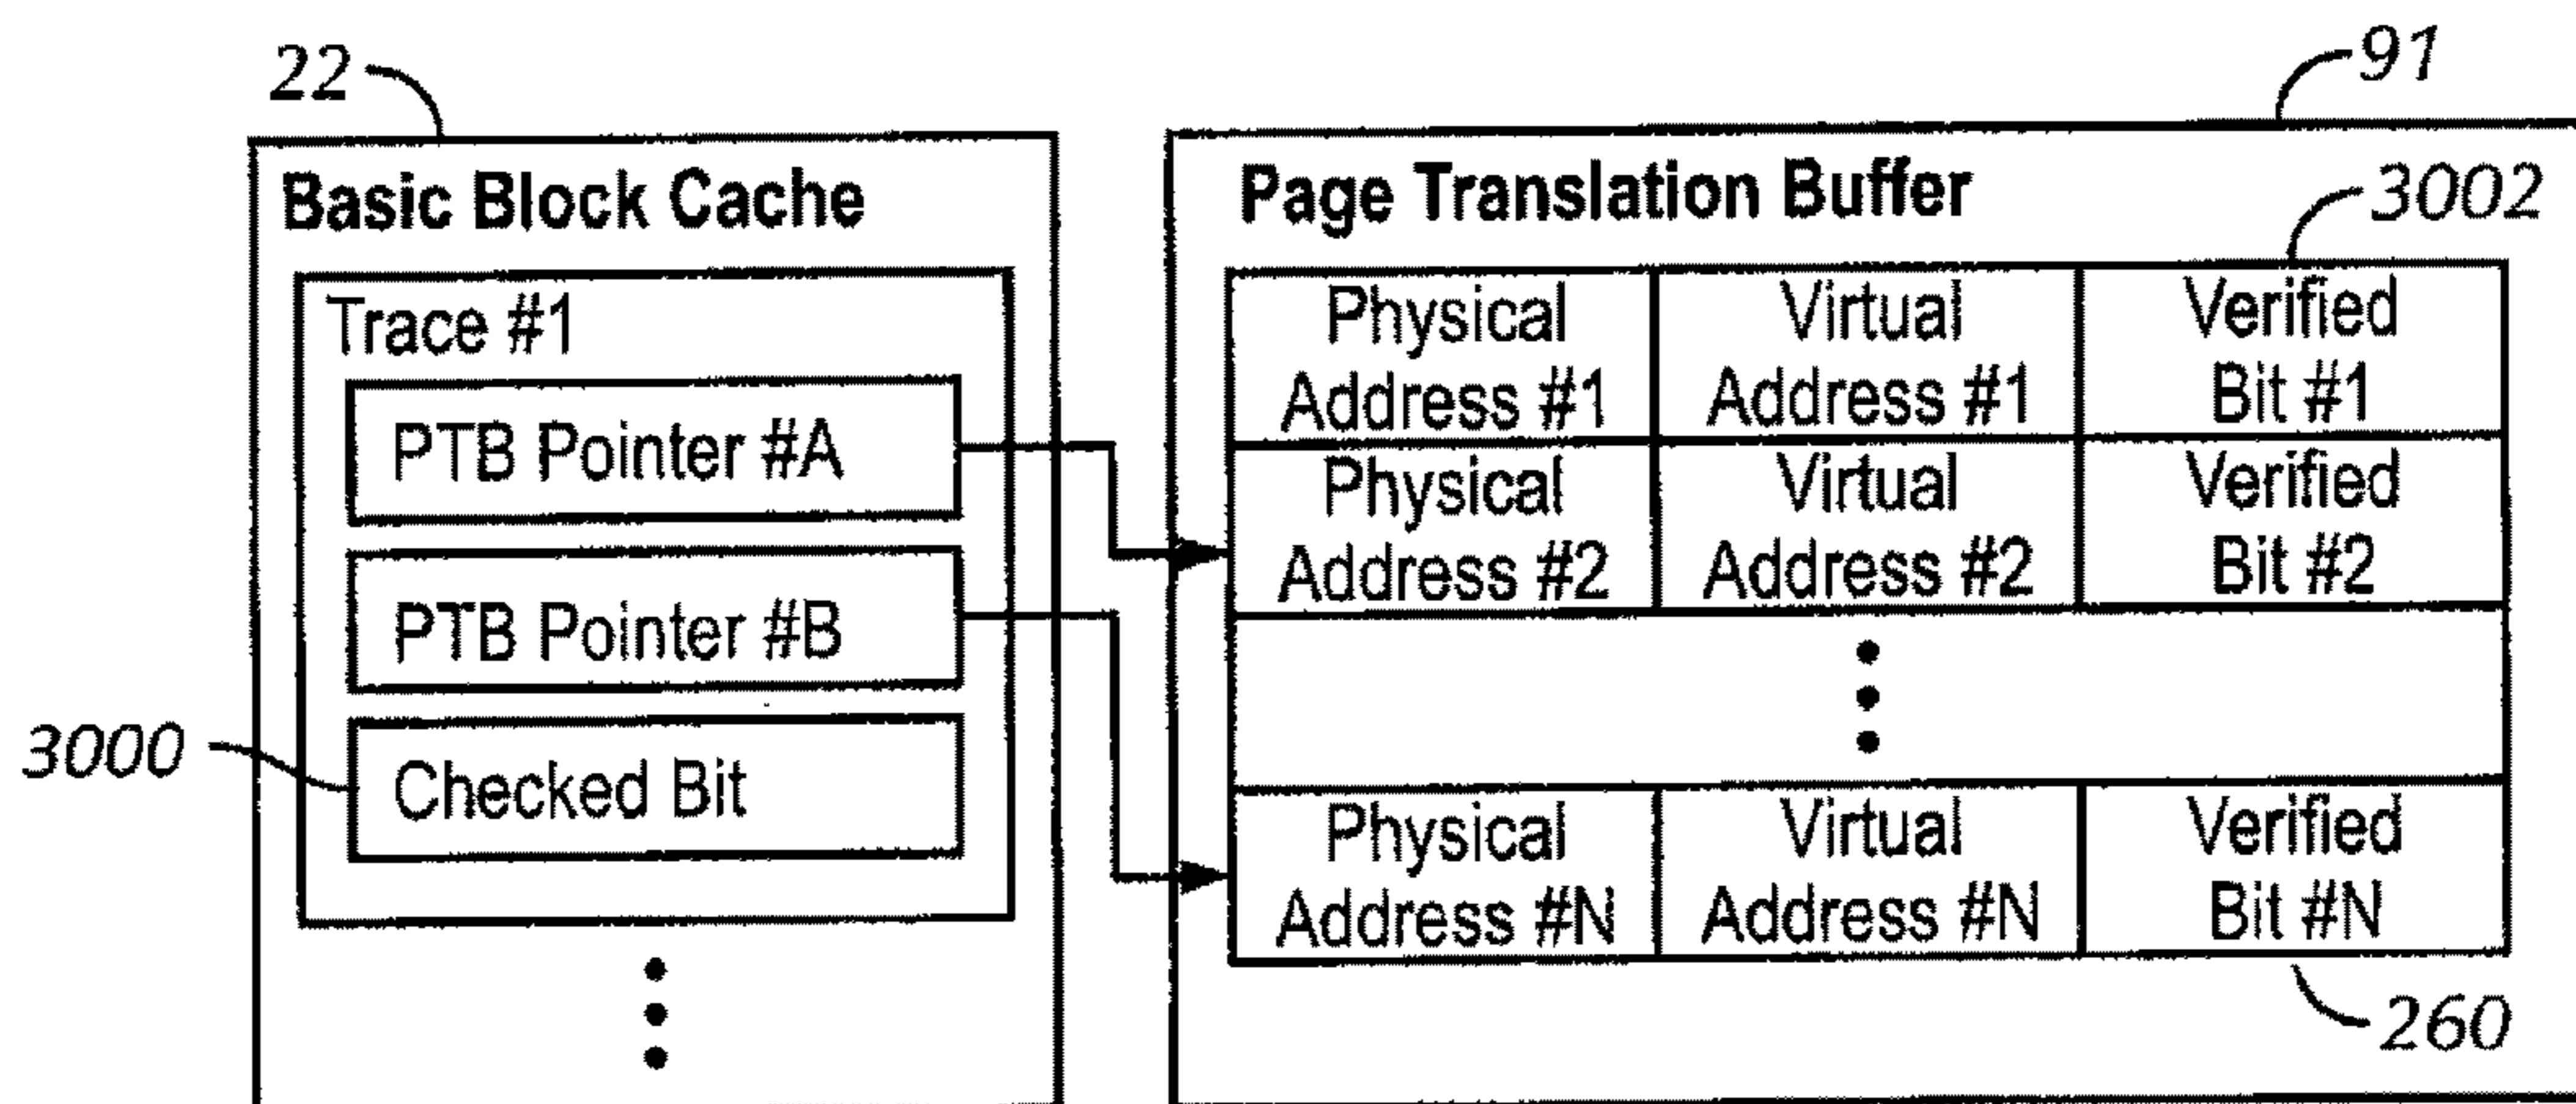 22
91
Basic Block Cache
Page Translation Buffer
3002
Trace #1
PTB Pointer #A
PTB Pointer #B
3000
Checked Bit
Physical
Address #1
Virtual
Address #1
Verified
Bit #1
Physical
Address #2
Virtual
Address #2
Verified
Bit #2
Physical
Address #N
Virtual
Address #N
Verified
Bit #N
260